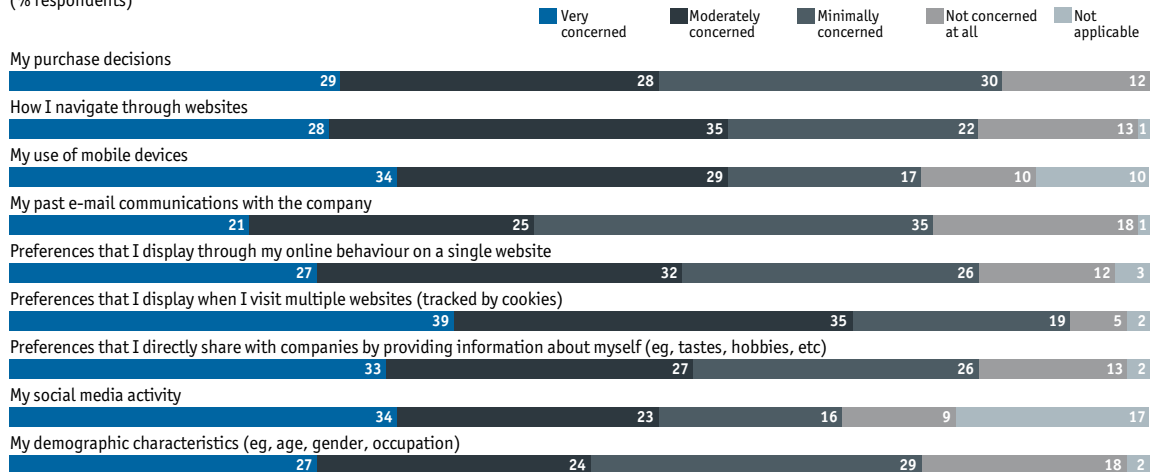 (% respondents)
Very concerned
Moderately concerned
Minimally concerned
Not concerned at all
Not applicable
My purchase decisions
29 28 30 12
How I navigate through websites
28 35 22 13 1
My use of mobile devices
34 29 17 10 10
My past e-mail communications with the company
21 25 35 18 1
Preferences that I display through my online behaviour on a single website
27 32 26 12 3
Preferences that I display when I visit multiple websites (tracked by cookies)
39 35 19 5 2
Preferences that I directly share with companies by providing information about myself (eg, tastes, hobbies, etc)
33 27 26 13 2
My social media activity
34 23 16 9 17
My demographic characteristics (eg, age, gender, occupation)
27 24 29 18 2